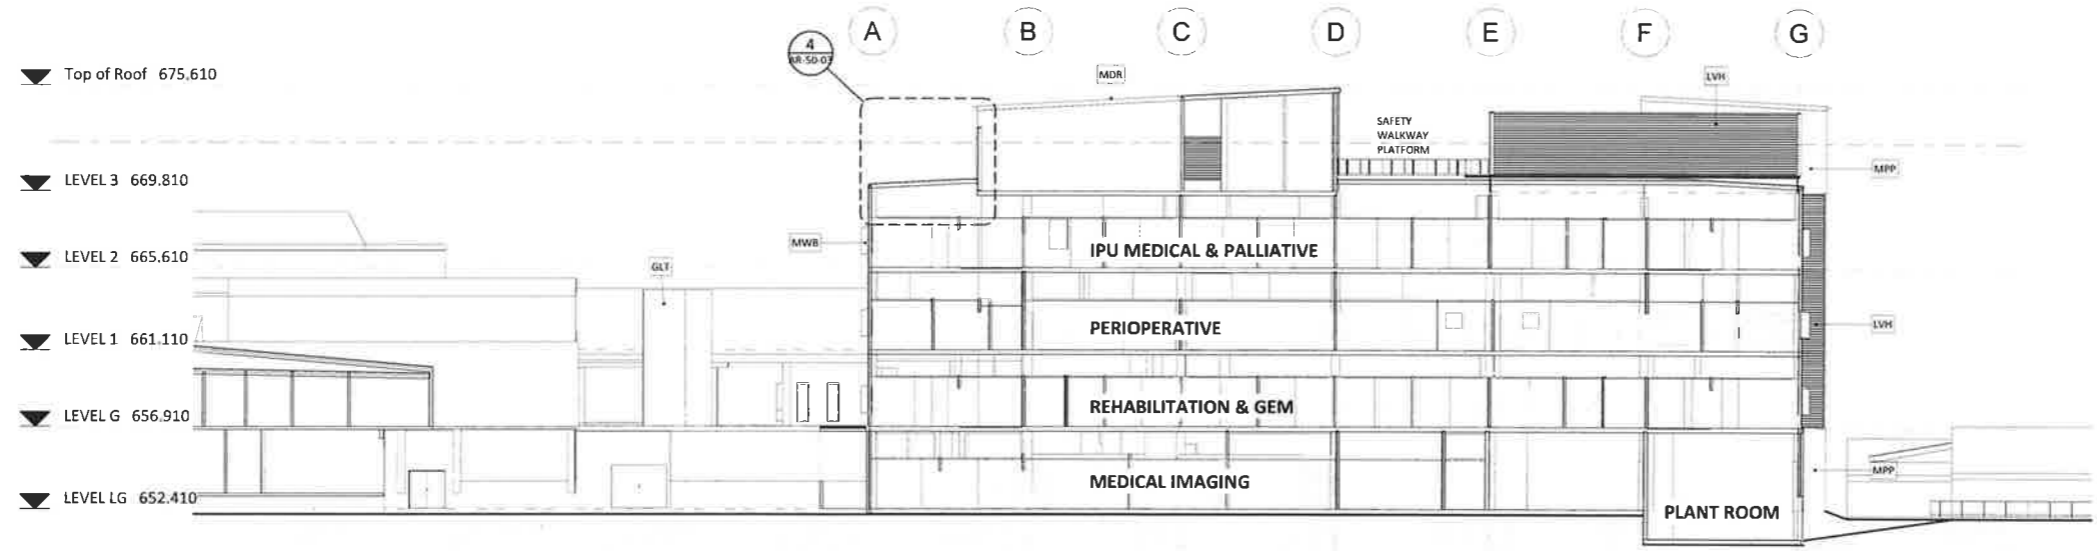 A B C D E F G
4
AR-SD-03
Top of Roof 675.610
MDR
LVH
SAFETY
WALKWAY
PLATFORM
MPP
LEVEL 3 669.810
MWB
IPU MEDICAL & PALLIATIVE
LEVEL 2 665.610
GLT
LEVEL 1 661.110
PERIOPERATIVE
LVH
LEVEL G 656.910
REHABILITATION & GEM
MPP
LEVEL LG 652.410
MEDICAL IMAGING
PLANT ROOM